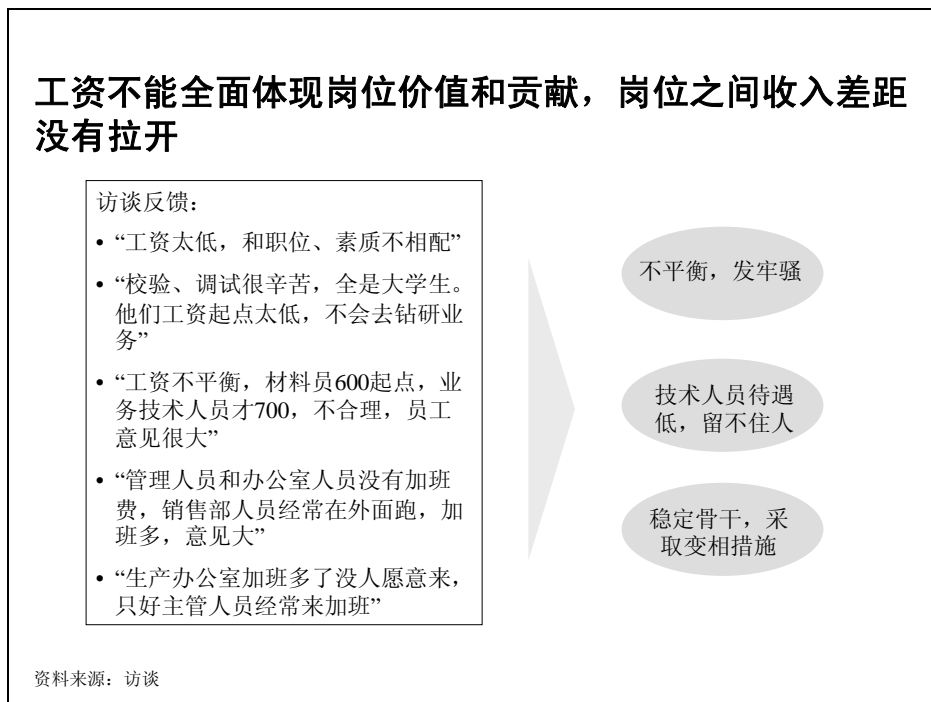 工资不能全面体现岗位价值和贡献，岗位之间收入差距
没有拉开
访谈反馈：
• “工资太低，和职位、素质不相配”
• “校验、调试很辛苦，全是大学生。
他们工资起点太低，不会去钻研业
务”
• “工资不平衡，材料员600起点，业
务技术人员才700，不合理，员工
意见很大”
• “管理人员和办公室人员没有加班
费，销售部人员经常在外面跑，加
班多，意见大”
• “生产办公室加班多了没人愿意来，
只好主管人员经常来加班”
不平衡，发牢骚
技术人员待遇
低，留不住人
稳定骨干，采
取变相措施
资料来源：访谈